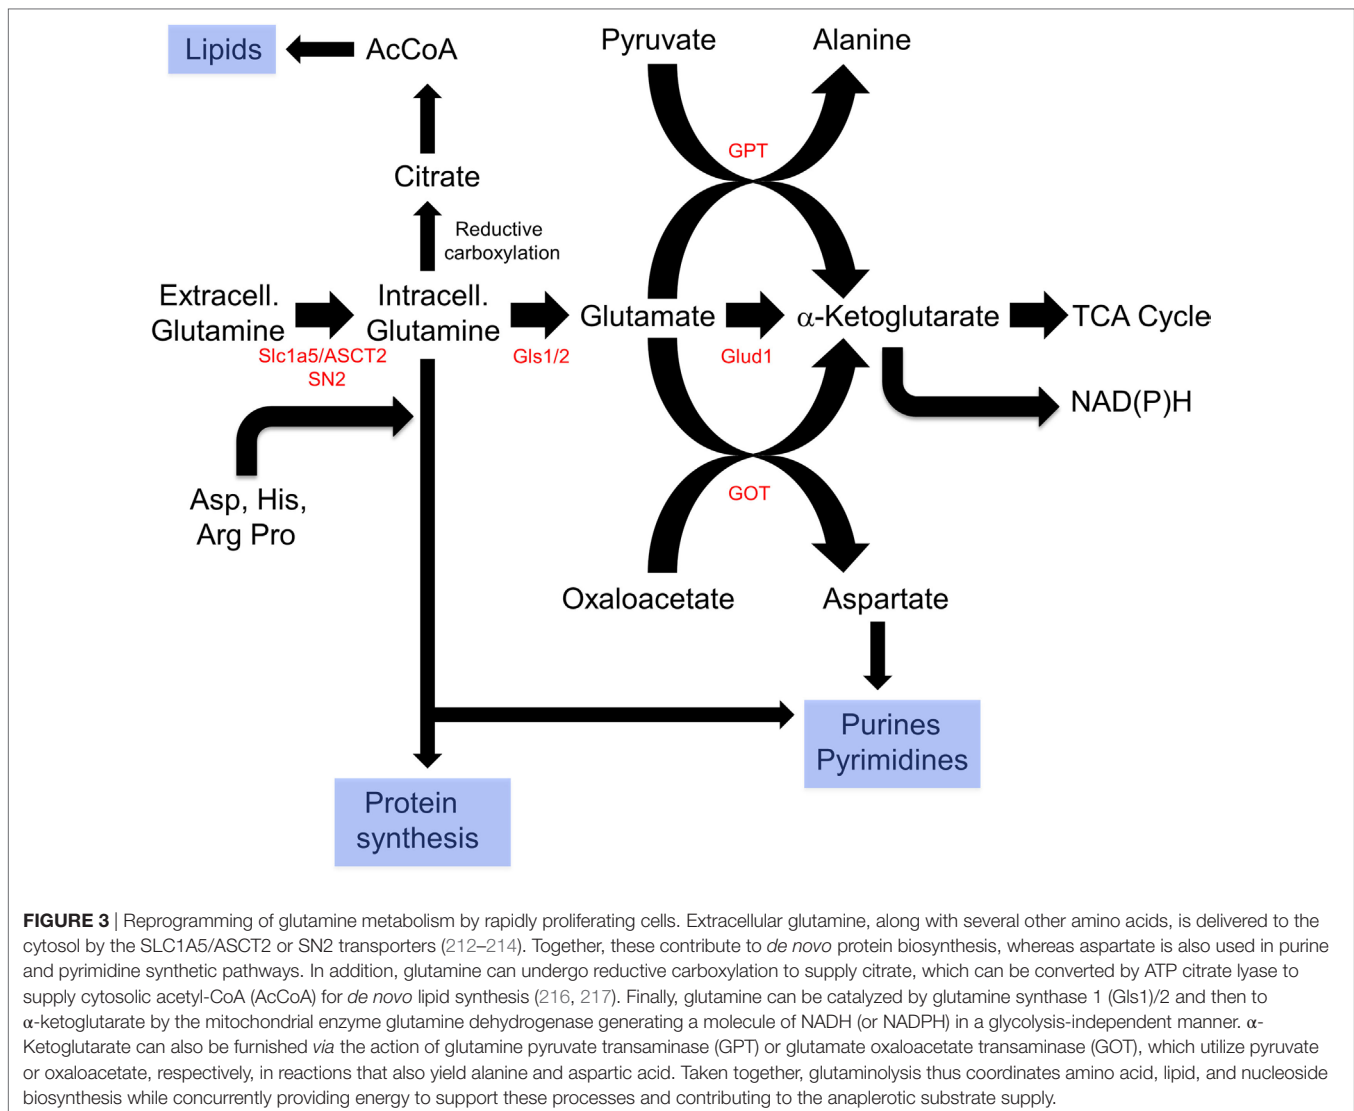 Lipids
AcCoA
Pyruvate
Alanine
GPT
Citrate
Reductive
carboxylation
Extracell.
Glutamine
Intracell.
Glutamine
Glutamate
α-Ketoglutarate
TCA Cycle
Slc1a5/ASCT2
SN2
Gls1/2
Glud1
NAD(P)H
Asp, His,
Arg Pro
GOT
Oxaloacetate
Aspartate
Purines
Pyrimidines
Protein
synthesis
FIGURE 3 | Reprogramming of glutamine metabolism by rapidly proliferating cells. Extracellular glutamine, along with several other amino acids, is delivered to the
cytosol by the SLC1A5/ASCT2 or SN2 transporters (212–214). Together, these contribute to de novo protein biosynthesis, whereas aspartate is also used in purine
and pyrimidine synthetic pathways. In addition, glutamine can undergo reductive carboxylation to supply citrate, which can be converted by ATP citrate lyase to
supply cytosolic acetyl-CoA (AcCoA) for de novo lipid synthesis (216, 217). Finally, glutamine can be catalyzed by glutamine synthase 1 (Gls1)/2 and then to
α-ketoglutarate by the mitochondrial enzyme glutamine dehydrogenase generating a molecule of NADH (or NADPH) in a glycolysis-independent manner. α-
Ketoglutarate can also be furnished via the action of glutamine pyruvate transaminase (GPT) or glutamate oxaloacetate transaminase (GOT), which utilize pyruvate
or oxaloacetate, respectively, in reactions that also yield alanine and aspartic acid. Taken together, glutaminolysis thus coordinates amino acid, lipid, and nucleoside
biosynthesis while concurrently providing energy to support these processes and contributing to the anaplerotic substrate supply.